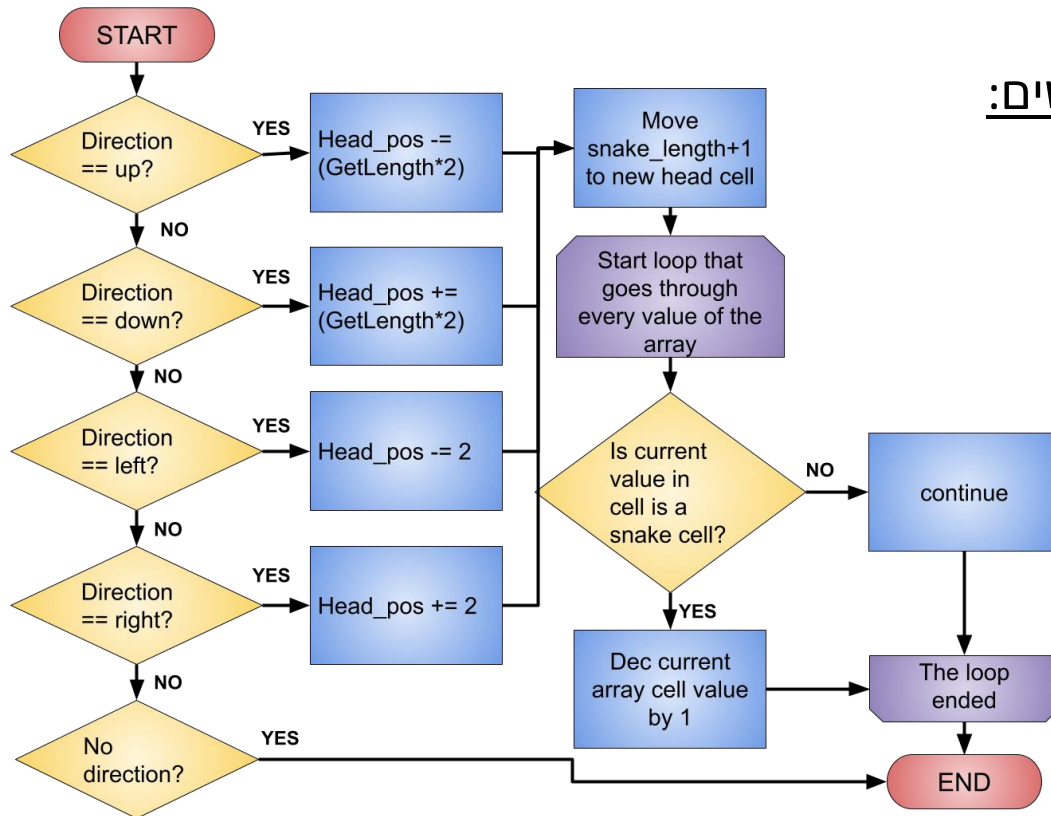 START
שים:
Direction
== up?
YES
Head_pos -=
(GetLength*2)
Move
snake_length+1
to new head cell
NO
Direction
== down?
YES
Head_pos +=
(GetLength*2)
Start loop that
goes through
every value of the
array
NO
Direction
== left?
YES
Head_pos -= 2
Is current
value in
cell is a
snake cell?
NO
continue
NO
Direction
== right?
YES
Head_pos += 2
YES
Dec current
array cell value
by 1
The loop
ended
NO
No
direction?
YES
END